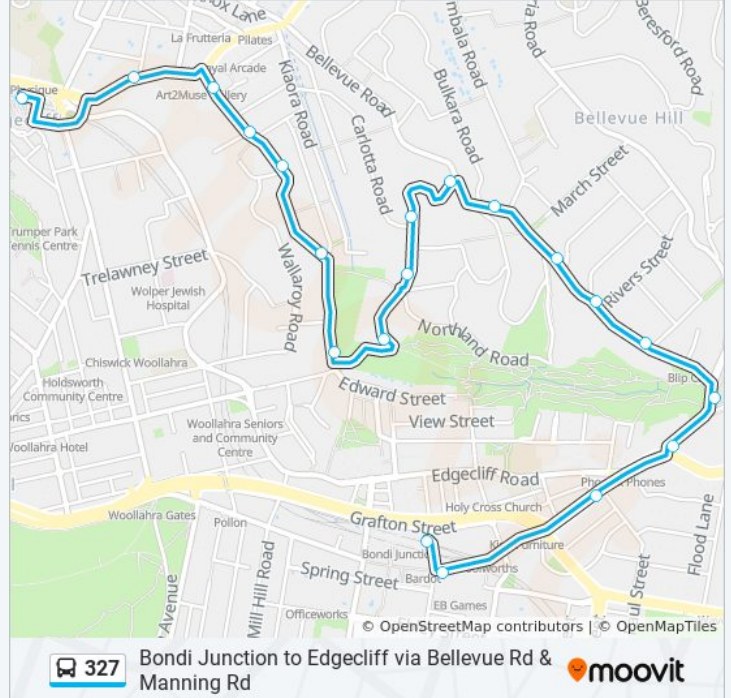 La Frutteria
Pilates
Bellevue Road
Bulkara Road
Beresford Road
Kiaora Road
Art2Muse Gallery
Carlotta Road
Bellevue Hill
March Street
Trelawney Street
Wolper Jewish
Hospital
Wallaroy Road
Rivers Street
Northland Road
Chiswick Woollahra
Holdsworth
Community Centre
Edward Street
View Street
Woollahra Seniors
and Community
Centre
Edgecliff Road
Holy Cross Church
Woollahra Gates
Pollon
Grafton Street
Flood Lane
Spring Street
Mill Hill Road
EB Games
Officeworks
© OpenStreetMap contributors | © OpenMapTiles
327
Bondi Junction to Edgecliff via Bellevue Rd &
Manning Rd
moovit